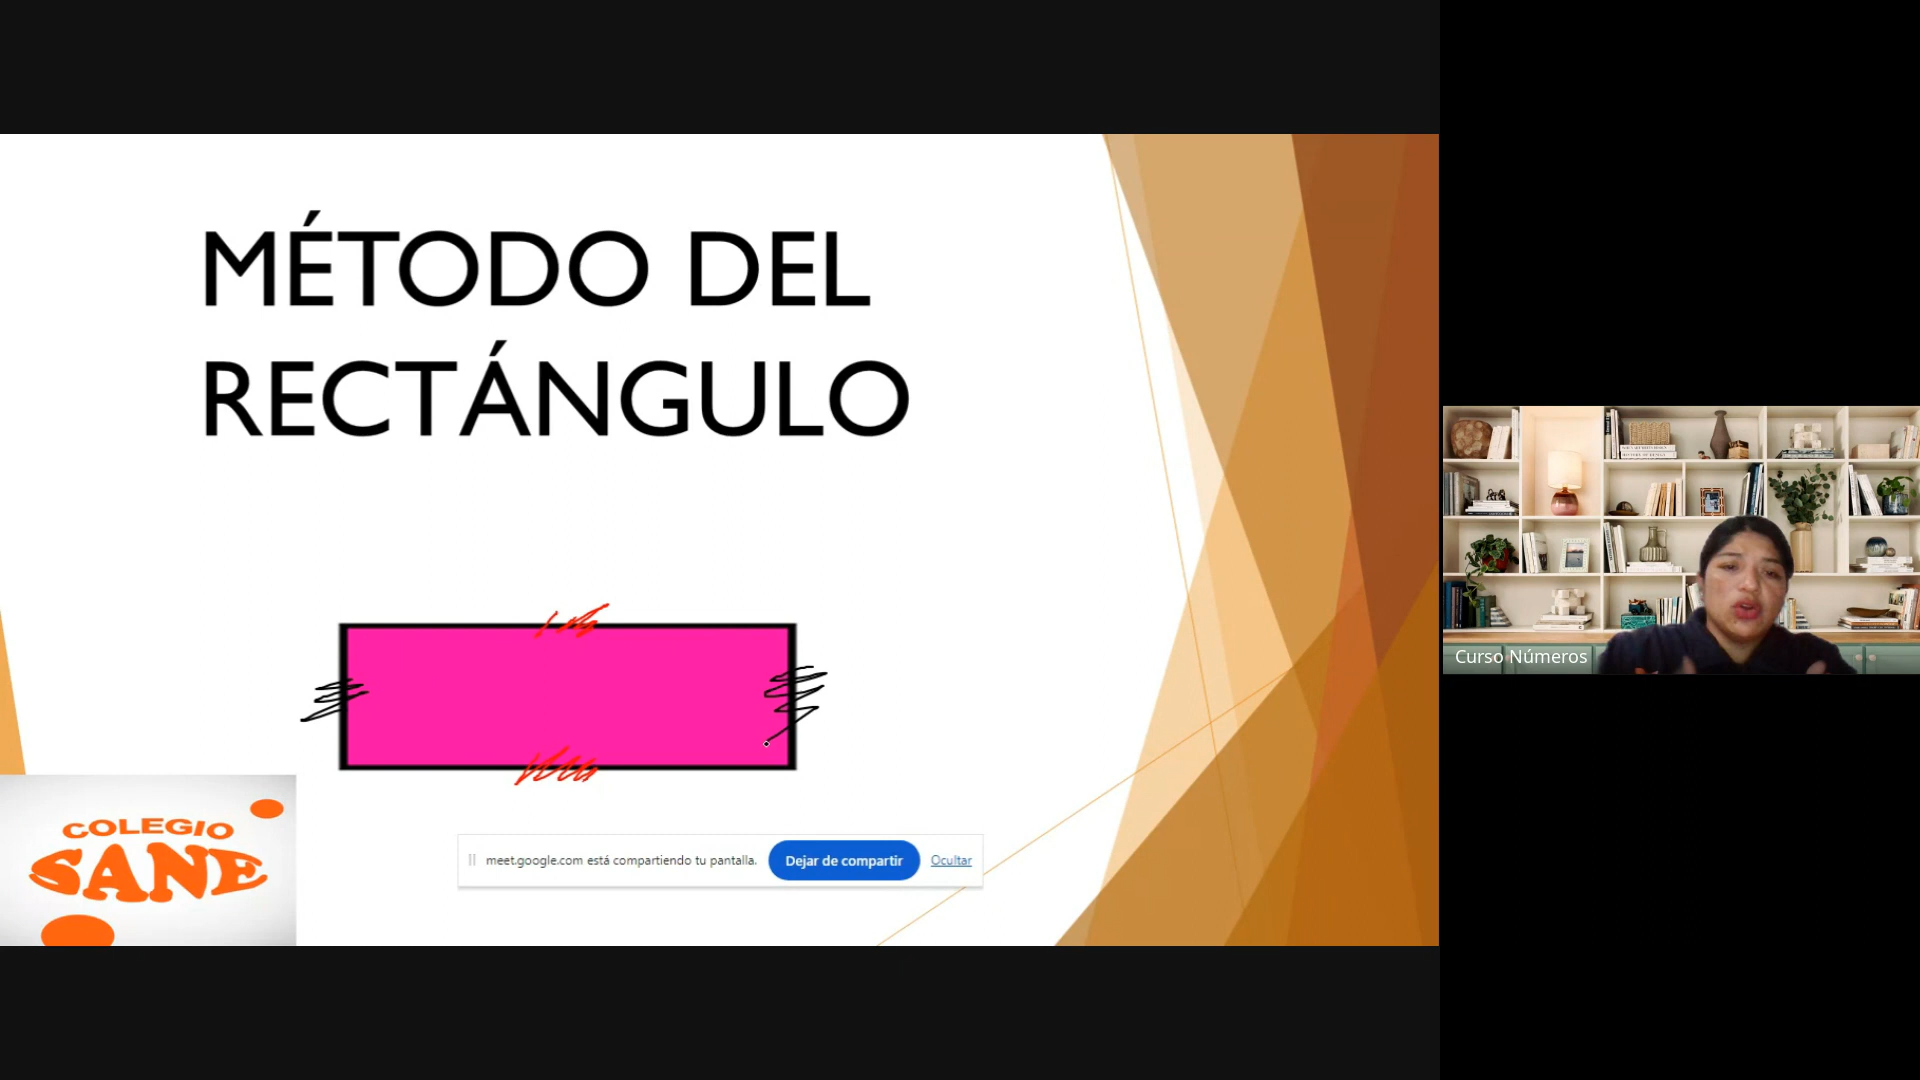 MÉTODO DEL
RECTÁNGULO
COLEGIO
SANE
meet.google.com está compartiendo tu pantalla.
Dejar de compartir
Ocultar
Curso Números